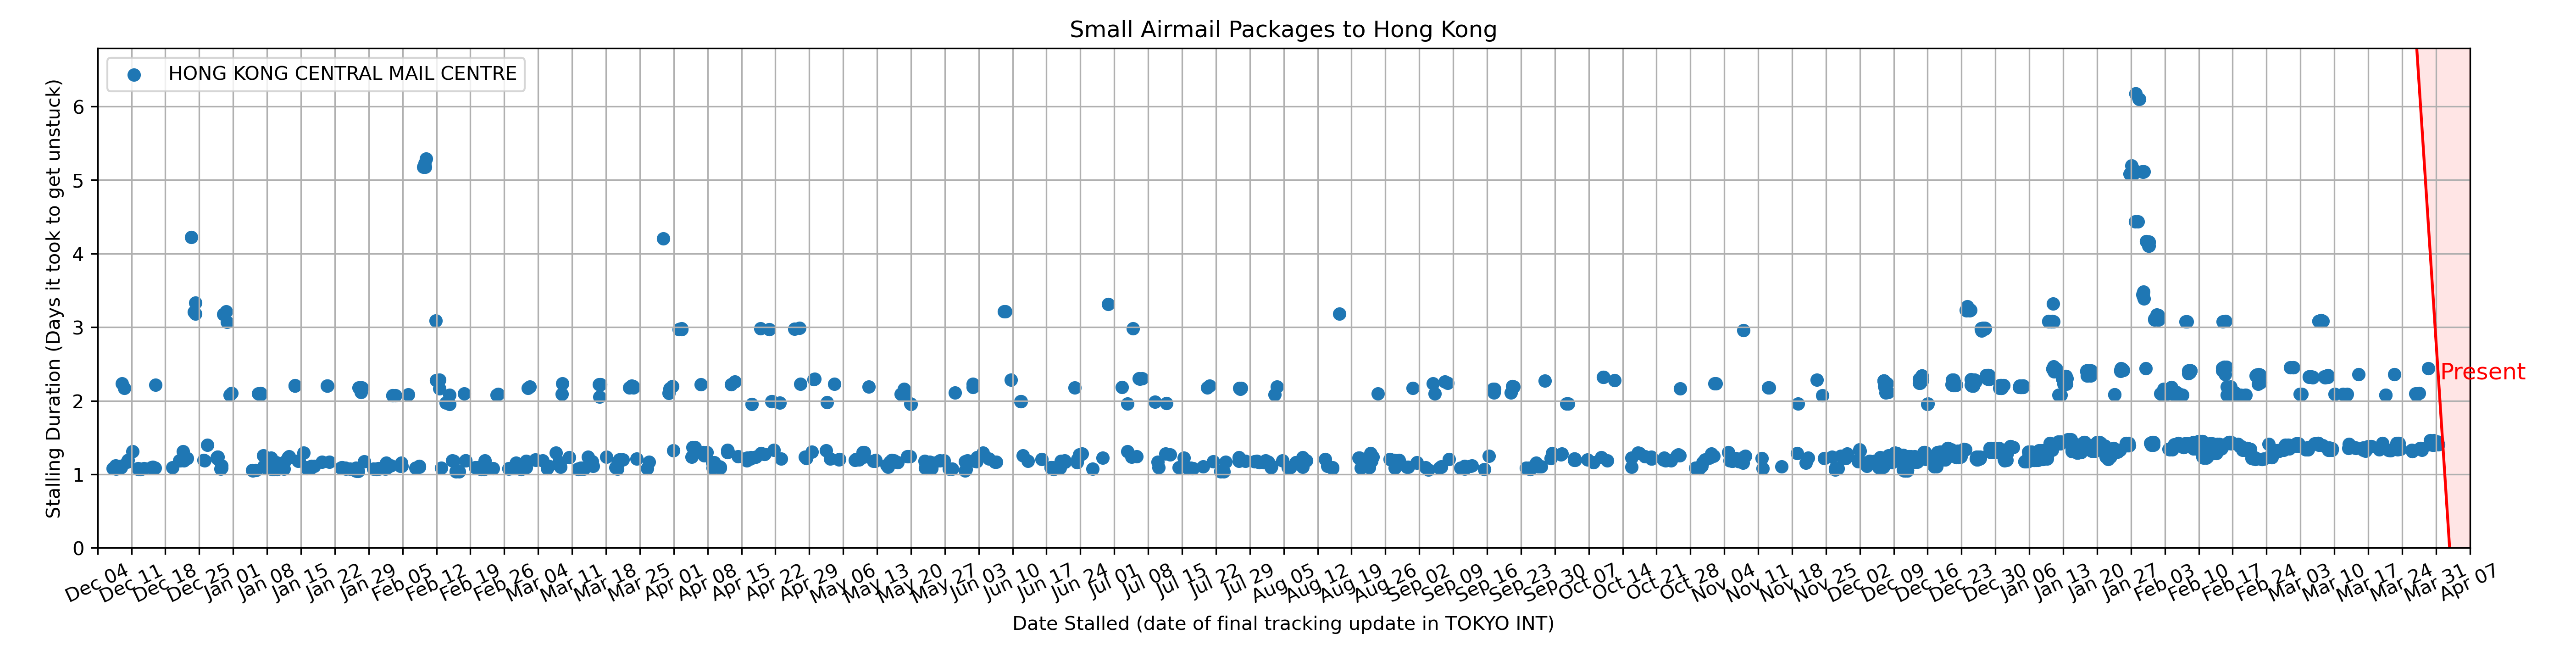 Small Airmail Packages to Hong Kong
HONG KONG CENTRAL MAIL CENTRE
Stalling Duration (Days it took to get unstuck)
6
5
4
3
2
1
0
Present
Dec 04 Dec 11 Dec 18 Dec 25 Jan 01 Jan 08 Jan 15 Jan 22 Jan 29 Feb 05 Feb 12 Feb 19 Feb 26 Mar 04 Mar 11 Mar 18 Mar 25 Apr 01 Apr 08 Apr 15 Apr 22 Apr 29 May 06 May 13 May 20 May 27 Jun 03 Jun 10 Jun 17 Jun 24 Jul 01 Jul 08 Jul 15 Jul 22 Jul 29 Aug 05 Aug 12 Aug 19 Aug 26 Sep 02 Sep 09 Sep 16 Sep 23 Sep 30 Oct 07 Oct 14 Oct 21 Oct 28 Nov 04 Nov 11 Nov 18 Nov 25 Dec 02 Dec 09 Dec 16 Dec 23 Dec 30 Jan 06 Jan 13 Jan 20 Jan 27 Feb 03 Feb 10 Feb 17 Feb 24 Mar 03 Mar 10 Mar 17 Mar 24 Mar 31 Apr 07
Date Stalled (date of final tracking update in TOKYO INT)